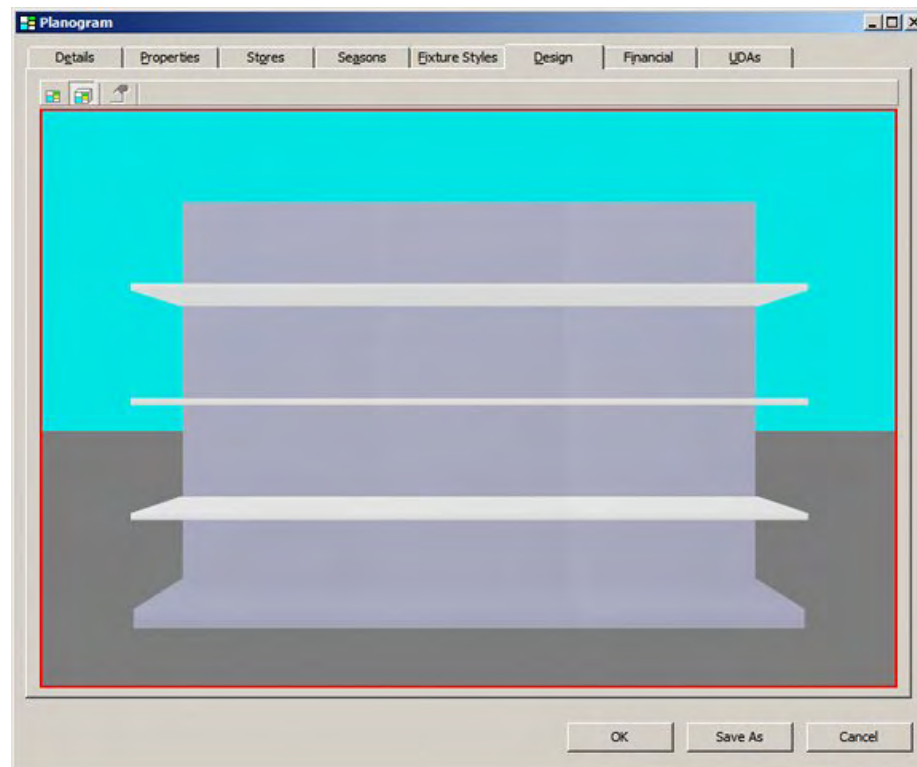 Planogram
Details Properties Stores Seasons Fixture Styles Design Financial UDAs
OK Save As Cancel